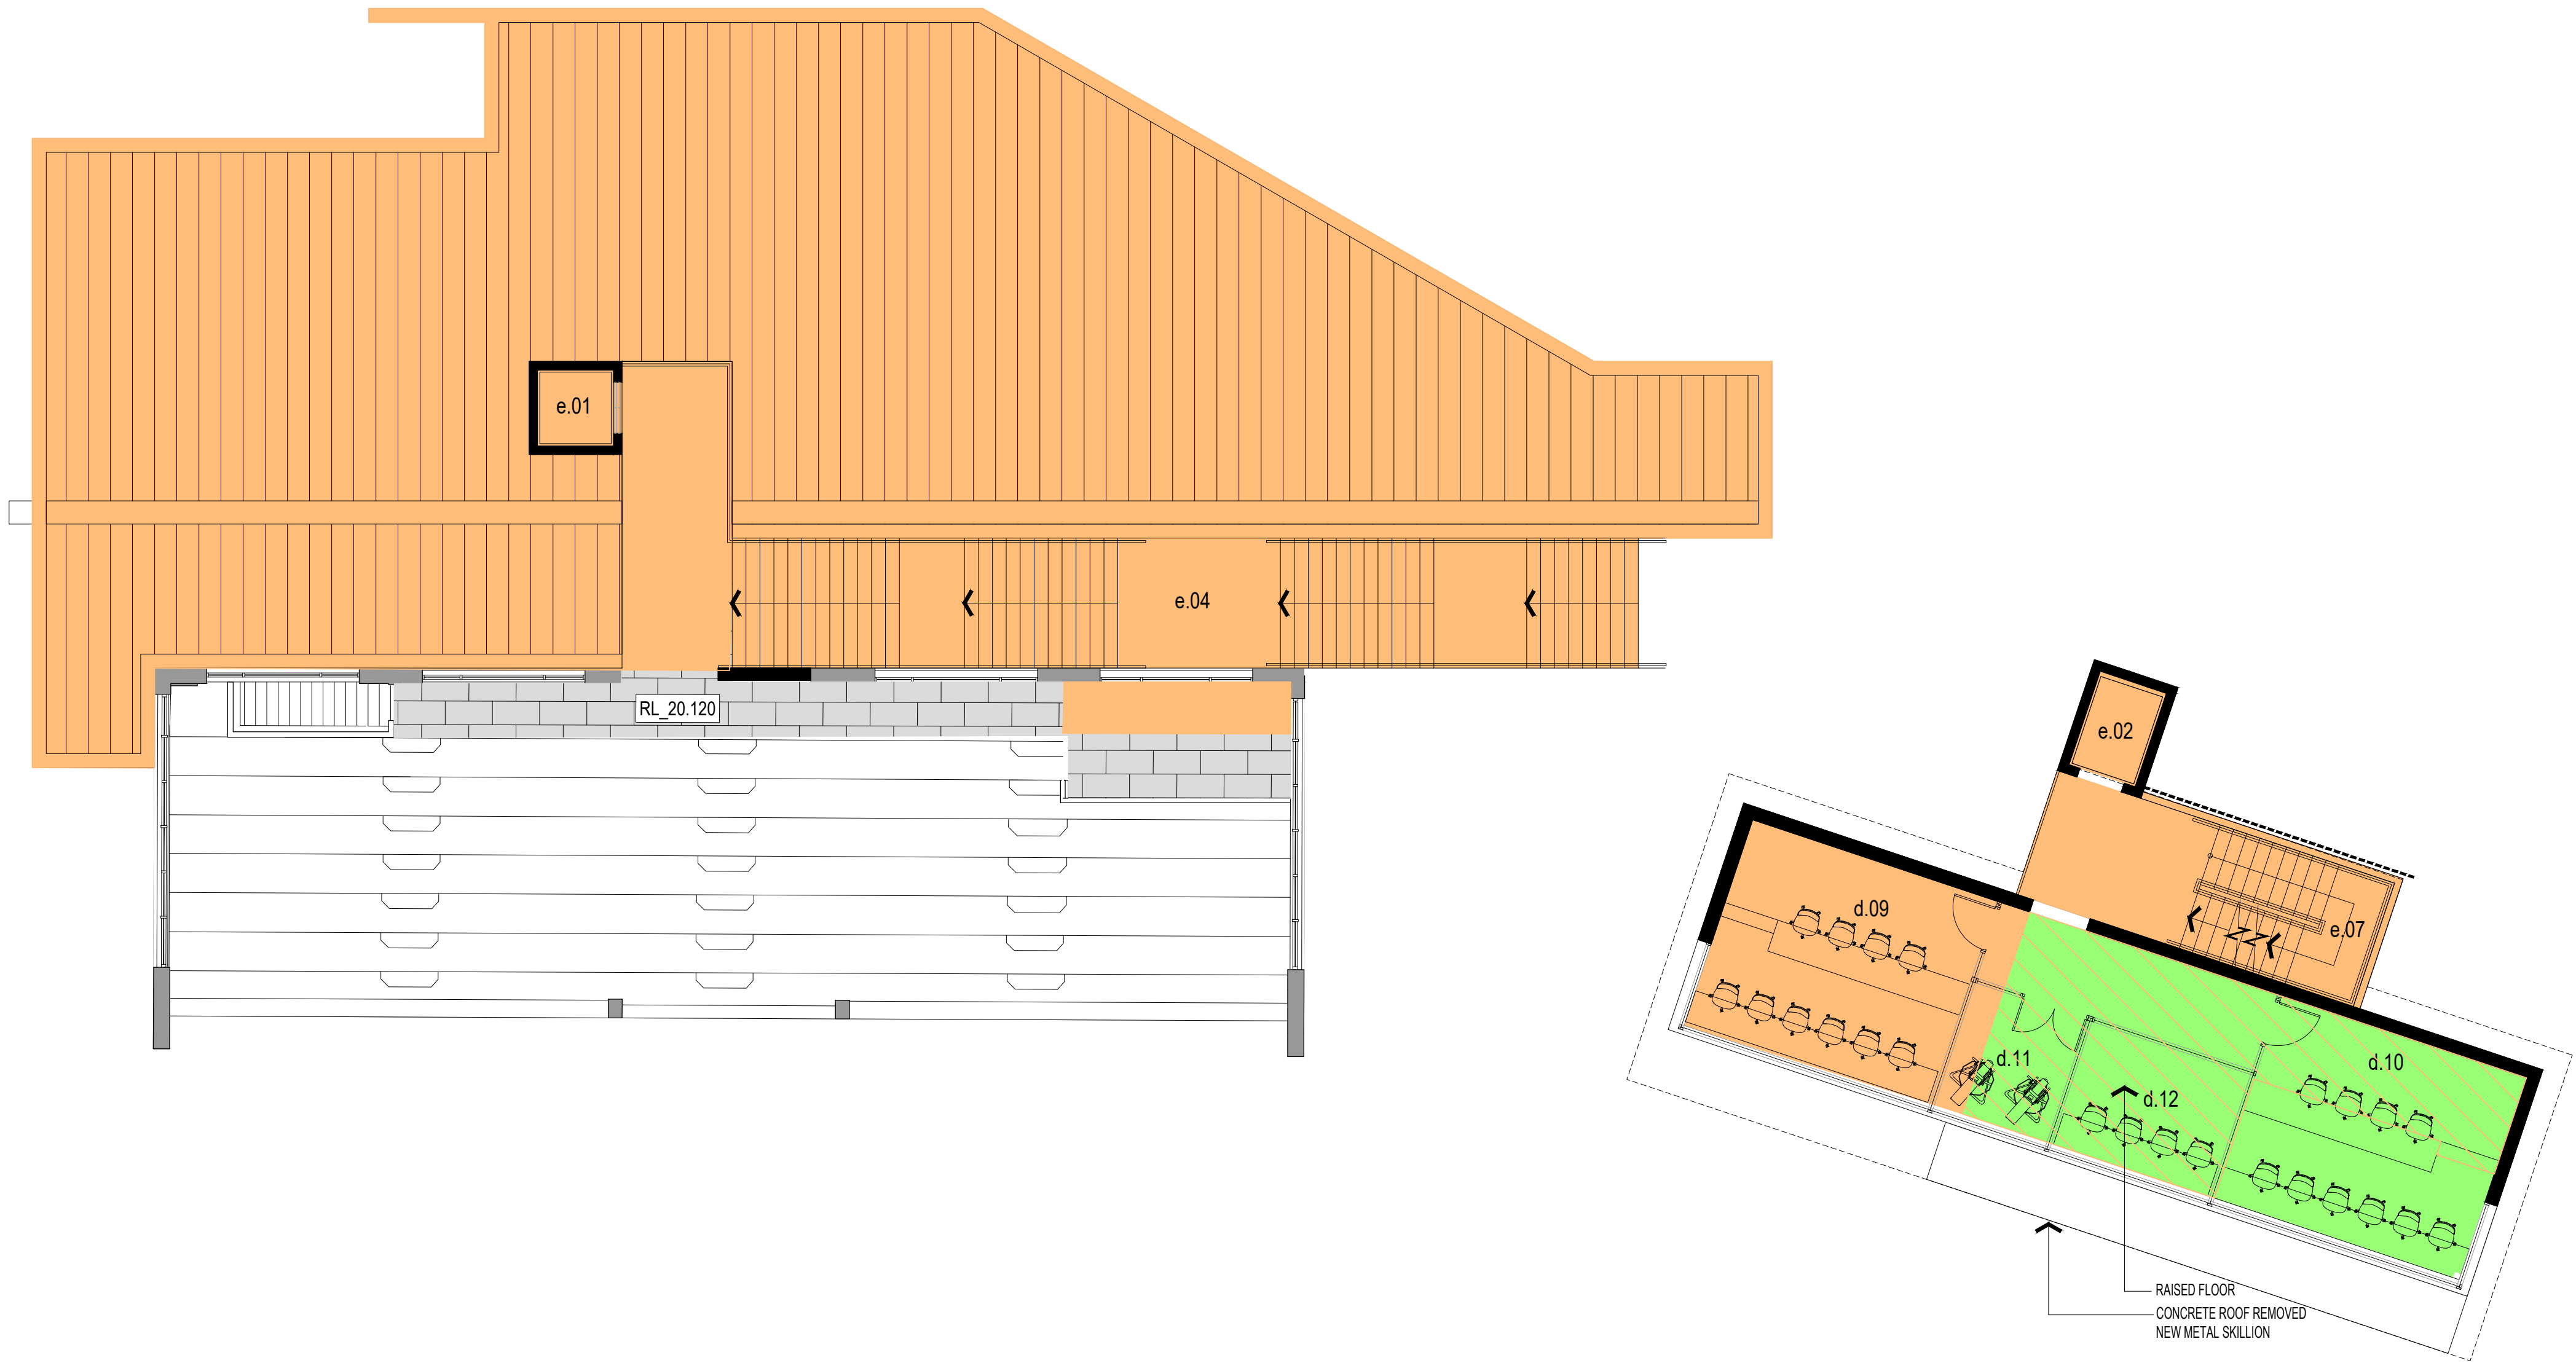 e.01
e.04
RL_20.120
e.02
d.09
e.07
d.11
d.10
d.12
RAISED FLOOR
CONCRETE ROOF REMOVED
NEW METAL SKILLION